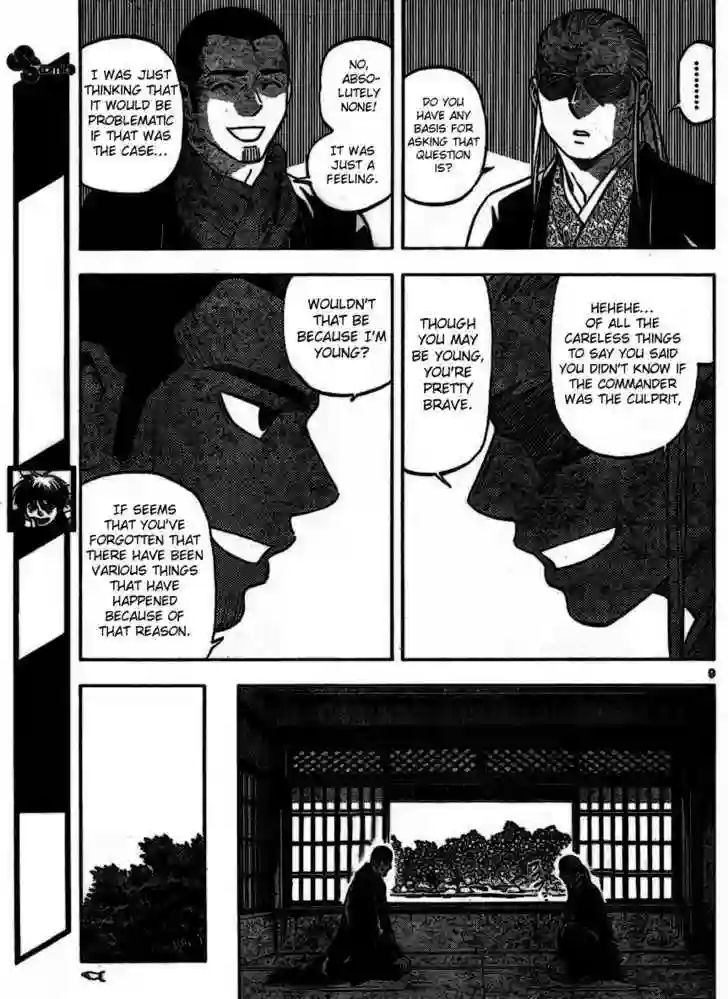 ..........
DO YOU
HAVE ANY
BASIS FOR
ASKING THAT
QUESTION
IS?
NO,
ABSO-
LUTELY
NONE!
IT WAS
JUST A
FEELING.
I WAS JUST
THINKING THAT
IT WOULD BE
PROBLEMATIC
IF THAT WAS
THE CASE...
HEHEHE...
OF ALL THE
CARELESS THINGS
TO SAY YOU SAID
YOU DIDN'T KNOW IF
THE COMMANDER
WAS THE CULPRIT,
THOUGH
YOU MAY
BE YOUNG,
YOU'RE
PRETTY
BRAVE.
WOULDN'T
THAT BE
BECAUSE I'M
YOUNG?
IF SEEMS
THAT YOU'VE
FORGOTTEN THAT
THERE HAVE BEEN
VARIOUS THINGS
THAT HAVE
HAPPENED
BECAUSE OF
THAT REASON.
9